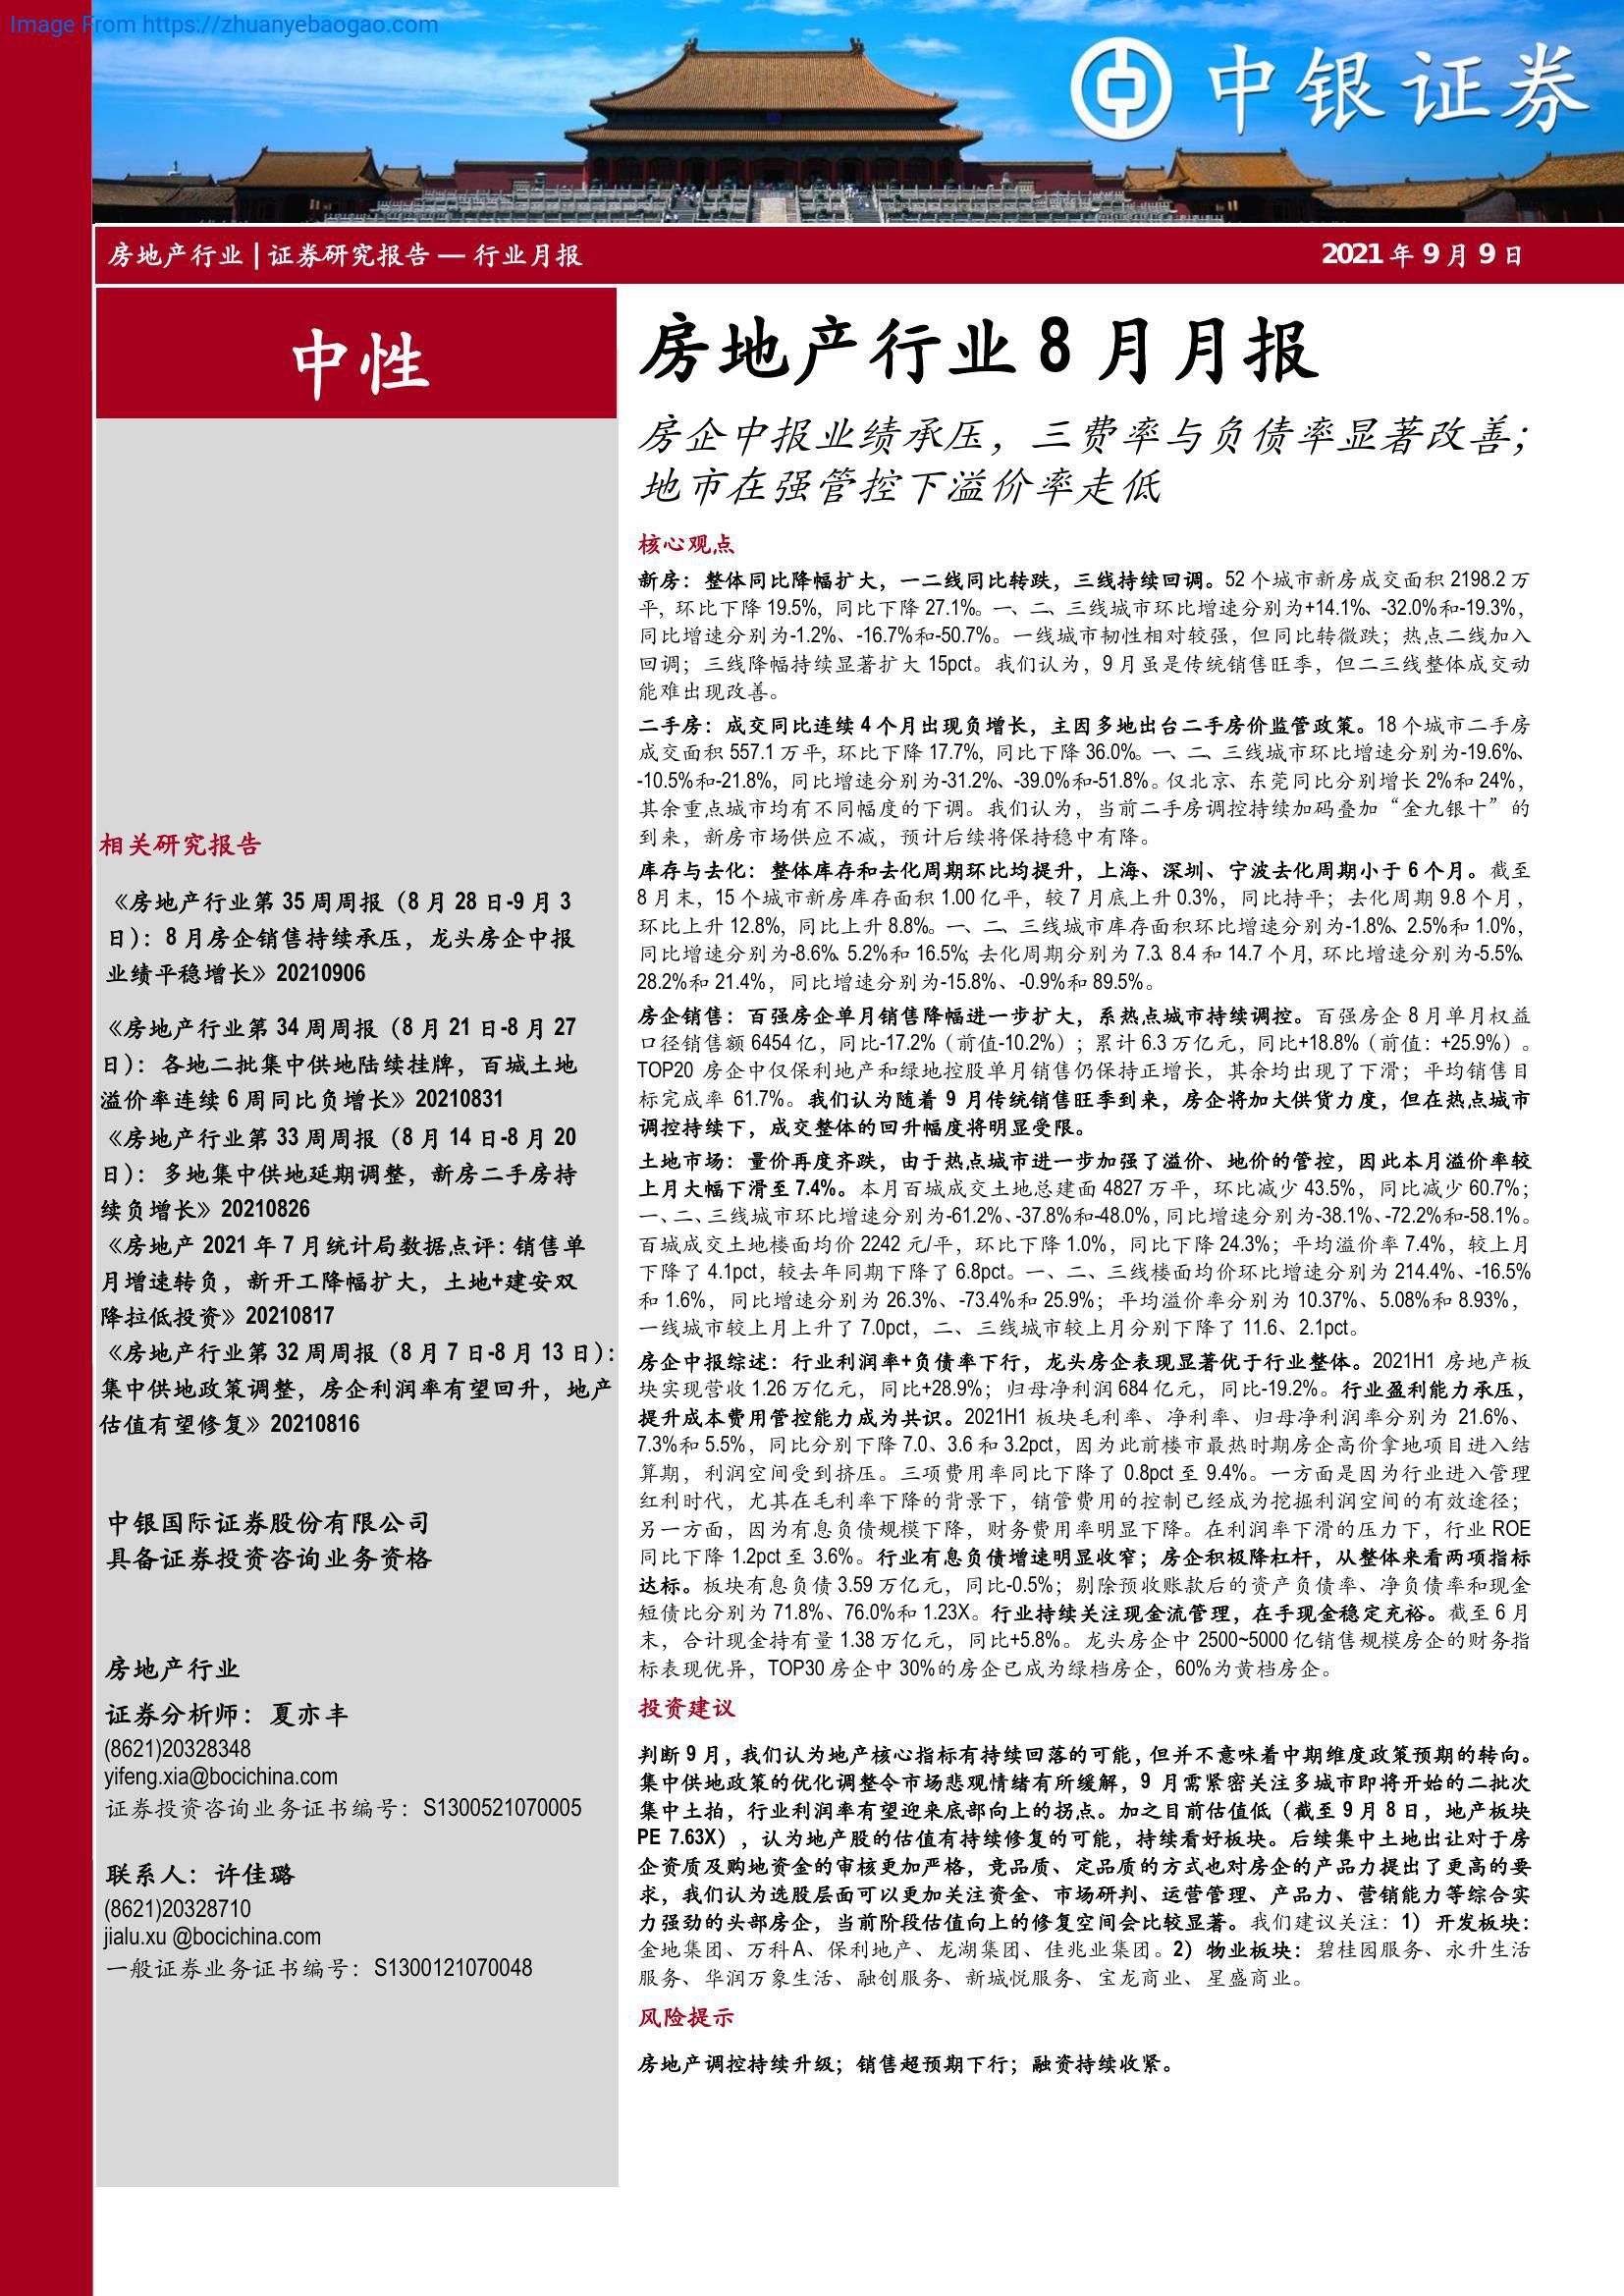 Image From https://zhuanyebaogao.com
中银证券
房地产行业 | 证券研究报告 — 行业月报
2021 年 9 月 9 日
中性
相关研究报告
《房地产行业第 35 周周报（8 月 28 日-9 月 3
日）：8 月房企销售持续承压，龙头房企中报
业绩平稳增长》20210906
《房地产行业第 34 周周报（8 月 21 日-8 月 27
日）：各地二批集中供地陆续挂牌，百城土地
溢价率连续 6 周同比负增长》20210831
《房地产行业第 33 周周报（8 月 14 日-8 月 20
日）：多地集中供地延期调整，新房二手房持
续负增长》20210826
《房地产 2021 年 7 月统计局数据点评：销售单
月增速转负，新开工降幅扩大，土地+建安双
降拉低投资》20210817
《房地产行业第 32 周周报（8 月 7 日-8 月 13 日）：
集中供地政策调整，房企利润率有望回升，地产
估值有望修复》20210816
中银国际证券股份有限公司
具备证券投资咨询业务资格
房地产行业
证券分析师：夏亦丰
(8621)20328348
yifeng.xia@bocichina.com
证券投资咨询业务证书编号：S1300521070005
联系人：许佳璐
(8621)20328710
jialu.xu @bocichina.com
一般证券业务证书编号：S1300121070048
房地产行业 8 月月报
房企中报业绩承压，三费率与负债率显著改善；
地市在强管控下溢价率走低
核心观点
新房：整体同比降幅扩大，一二线同比转跌，三线持续回调。52 个城市新房成交面积 2198.2 万
平，环比下降 19.5%，同比下降 27.1%。一、二、三线城市环比增速分别为+14.1%、-32.0%和-19.3%，
同比增速分别为-1.2%、-16.7%和-50.7%。一线城市韧性相对较强，但同比转微跌；热点二线加入
回调；三线降幅持续显著扩大 15pct。我们认为，9 月虽是传统销售旺季，但二三线整体成交动
能难出现改善。
二手房：成交同比连续 4 个月出现负增长，主因多地出台二手房价监管政策。18 个城市二手房
成交面积 557.1 万平，环比下降 17.7%，同比下降 36.0%。一、二、三线城市环比增速分别为-19.6%、
-10.5%和-21.8%，同比增速分别为-31.2%、-39.0%和-51.8%。仅北京、东莞同比分别增长 2%和 24%，
其余重点城市均有不同幅度的下调。我们认为，当前二手房调控持续加码叠加“金九银十”的
到来，新房市场供应不减，预计后续将保持稳中有降。
库存与去化：整体库存和去化周期环比均提升，上海、深圳、宁波去化周期小于 6 个月。截至
8 月末，15 个城市新房库存面积 1.00 亿平，较 7 月底上升 0.3%，同比持平；去化周期 9.8 个月，
环比上升 12.8%，同比上升 8.8%。一、二、三线城市库存面积环比增速分别为-1.8%、2.5%和 1.0%，
同比增速分别为-8.6%、5.2%和 16.5%；去化周期分别为 7.3、8.4 和 14.7 个月，环比增速分别为-5.5%、
28.2%和 21.4%，同比增速分别为-15.8%、-0.9%和 89.5%。
房企销售：百强房企单月销售降幅进一步扩大，系热点城市持续调控。百强房企 8 月单月权益
口径销售额 6454 亿，同比-17.2%（前值-10.2%）；累计 6.3 万亿元，同比+18.8%（前值：+25.9%）。
TOP20 房企中仅保利地产和绿地控股单月销售仍保持正增长，其余均出现了下滑；平均销售目
标完成率 61.7%。我们认为随着 9 月传统销售旺季到来，房企将加大供货力度，但在热点城市
调控持续下，成交整体的回升幅度将明显受限。
土地市场：量价再度齐跌，由于热点城市进一步加强了溢价、地价的管控，因此本月溢价率较
上月大幅下滑至 7.4%。本月百城成交土地总建面 4827 万平，环比减少 43.5%，同比减少 60.7%；
一、二、三线城市环比增速分别为-61.2%、-37.8%和-48.0%，同比增速分别为-38.1%、-72.2%和-58.1%。
百城成交土地楼面均价 2242 元/平，环比下降 1.0%，同比下降 24.3%；平均溢价率 7.4%，较上月
下降了 4.1pct，较去年同期下降了 6.8pct。一、二、三线楼面均价环比增速分别为 214.4%、-16.5%
和 1.6%，同比增速分别为 26.3%、-73.4%和 25.9%；平均溢价率分别为 10.37%、5.08%和 8.93%，
一线城市较上月上升了 7.0pct，二、三线城市较上月分别下降了 11.6、2.1pct。
房企中报综述：行业利润率+负债率下行，龙头房企表现显著优于行业整体。2021H1 房地产板
块实现营收 1.26 万亿元，同比+28.9%；归母净利润 684 亿元，同比-19.2%。行业盈利能力承压，
提升成本费用管控能力成为共识。2021H1 板块毛利率、净利率、归母净利润率分别为 21.6%、
7.3%和 5.5%，同比分别下降 7.0、3.6 和 3.2pct，因为此前楼市最热时期房企高价拿地项目进入结
算期，利润空间受到挤压。三项费用率同比下降了 0.8pct 至 9.4%。一方面是因为行业进入管理
红利时代，尤其在毛利率下降的背景下，销管费用的控制已经成为挖掘利润空间的有效途径；
另一方面，因为有息负债规模下降，财务费用率明显下降。在利润率下滑的压力下，行业 ROE
同比下降 1.2pct 至 3.6%。行业有息负债增速明显收窄；房企积极降杠杆，从整体来看两项指标
达标。板块有息负债 3.59 万亿元，同比-0.5%；剔除预收账款后的资产负债率、净负债率和现金
短债比分别为 71.8%、76.0%和 1.23X。行业持续关注现金流管理，在手现金稳定充裕。截至 6 月
末，合计现金持有量 1.38 万亿元，同比+5.8%。龙头房企中 2500~5000 亿销售规模房企的财务指
标表现优异，TOP30 房企中 30%的房企已成为绿档房企，60%为黄档房企。
投资建议
判断 9 月，我们认为地产核心指标有持续回落的可能，但并不意味着中期维度政策预期的转向。
集中供地政策的优化调整令市场悲观情绪有所缓解，9 月需紧密关注多城市即将开始的二批次
集中土拍，行业利润率有望迎来底部向上的拐点。加之目前估值低（截至 9 月 8 日，地产板块
PE 7.63X），认为地产股的估值有持续修复的可能，持续看好板块。后续集中土地出让对于房
企资质及购地资金的审核更加严格，竞品质、定品质的方式也对房企的产品力提出了更高的要
求，我们认为选股层面可以更加关注资金、市场研判、运营管理、产品力、营销能力等综合实
力强劲的头部房企，当前阶段估值向上的修复空间会比较显著。我们建议关注：1）开发板块：
金地集团、万科A、保利地产、龙湖集团、佳兆业集团。2）物业板块：碧桂园服务、永升生活
服务、华润万象生活、融创服务、新城悦服务、宝龙商业、星盛商业。
风险提示
房地产调控持续升级；销售超预期下行；融资持续收紧。